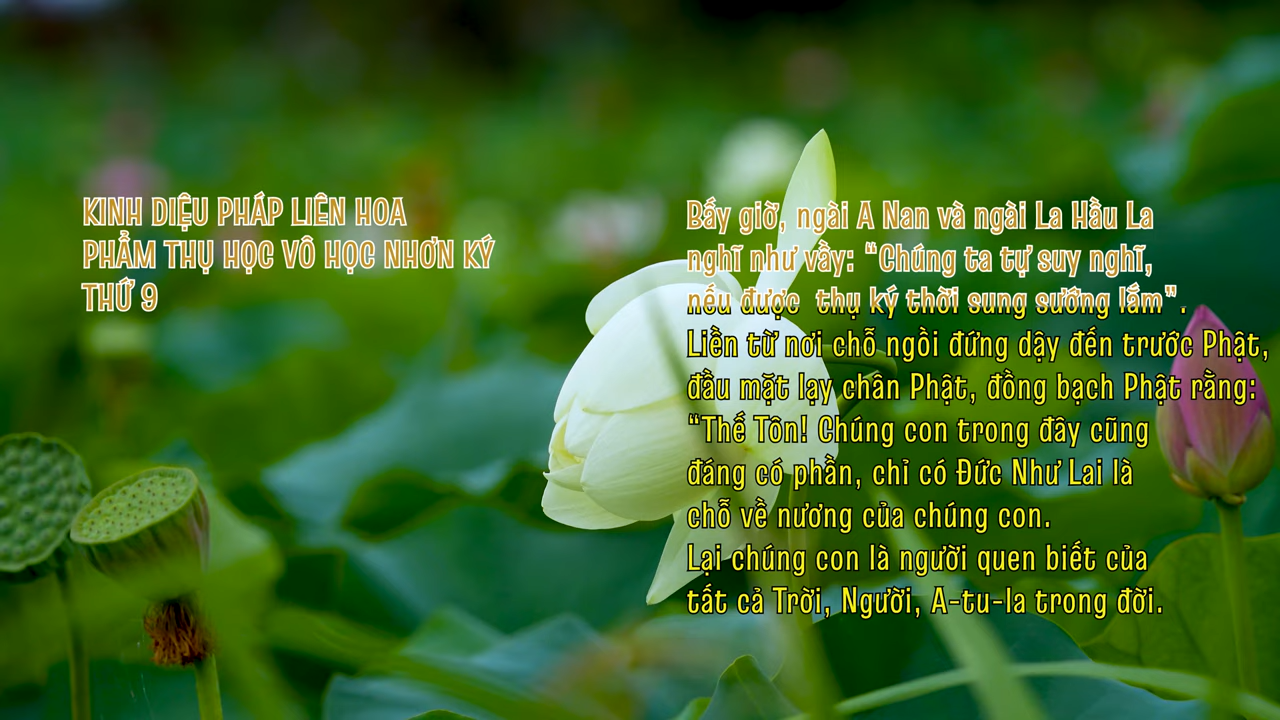 KINH DIỆU PHÁP LIÊN HOA
PHẨM THỤ HỌC VÔ HỌC NHƠN KÝ
THỨ 9
Bấy giờ, ngài A Nan và ngài La Hầu La
nghĩ như vầy: “Chúng ta tự suy nghĩ,
nếu được thụ ký thời sung sướng lắm”.
Liền từ nơi chỗ ngồi đứng dậy đến trước Phật,
đầu mặt lạy chân Phật, đồng bạch Phật rằng:
“Thế Tôn! Chúng con trong đây cũng
đáng có phần, chỉ có Đức Như Lai là
chỗ về nương của chúng con.
Lại chúng con là người quen biết của
tất cả Trời, Người, A-tu-la trong đời.